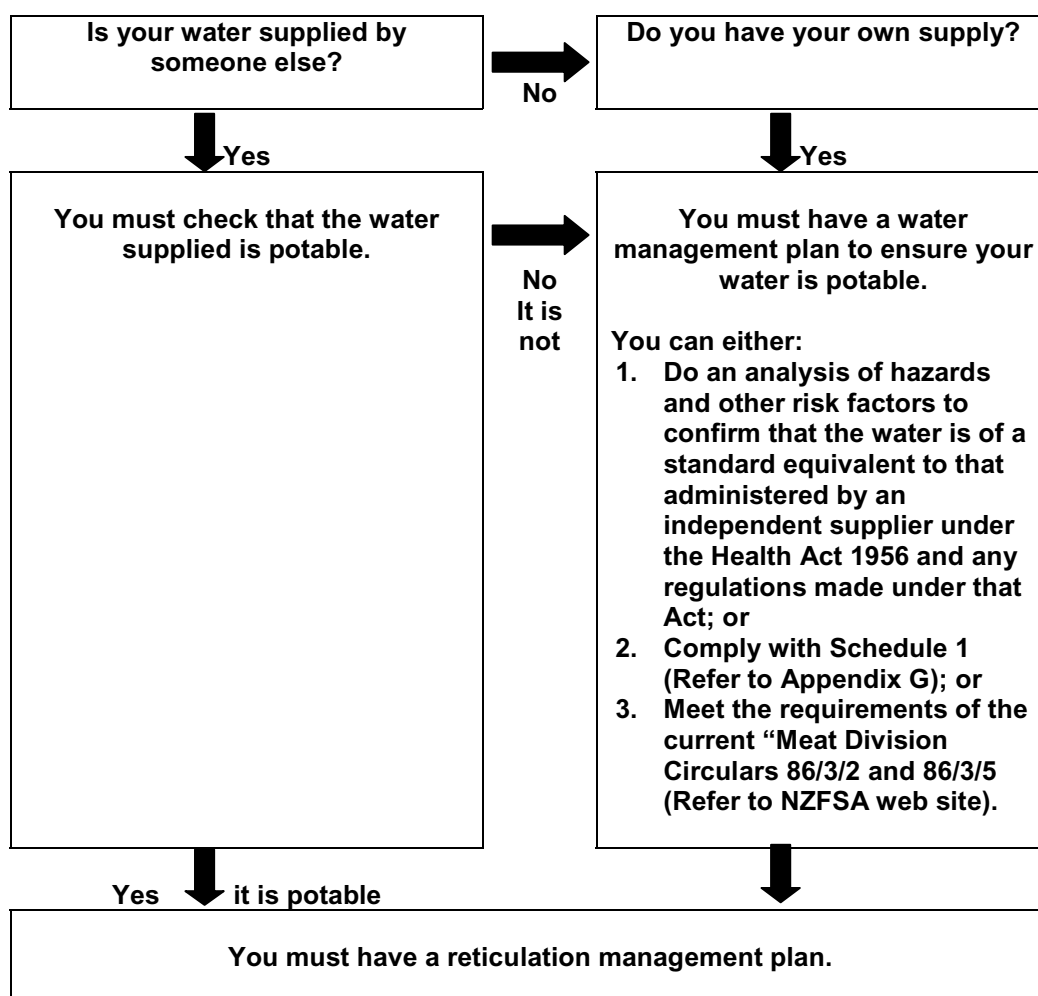 Is your water supplied by
someone else?
No
Do you have your own supply?
Yes
Yes
You must check that the water
supplied is potable.
No
It is
not
You must have a water
management plan to ensure your
water is potable.
You can either:
1. Do an analysis of hazards
and other risk factors to
confirm that the water is of a
standard equivalent to that
administered by an
independent supplier under
the Health Act 1956 and any
regulations made under that
Act; or
2. Comply with Schedule 1
(Refer to Appendix G); or
3. Meet the requirements of the
current “Meat Division
Circulars 86/3/2 and 86/3/5
(Refer to NZFSA web site).
Yes it is potable
You must have a reticulation management plan.